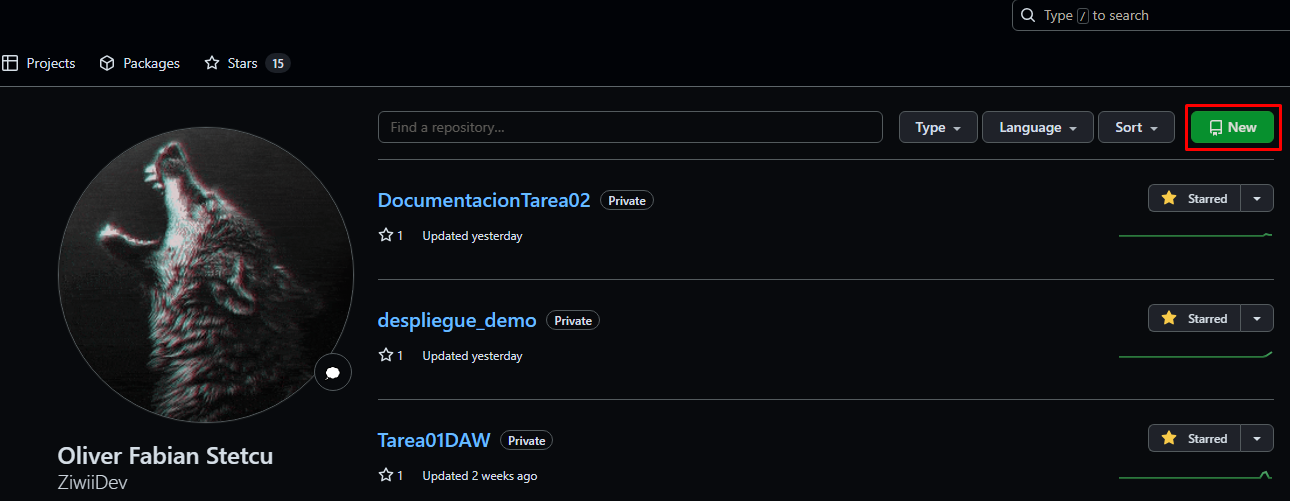 Type / to search
Projects Packages Stars 15
Find a repository... Type Language Sort New
DocumentacionTarea02 Private Starred
1 Updated yesterday
despliegue_demo Private Starred
1 Updated yesterday
Tarea01DAW Private Starred
1 Updated 2 weeks ago
Oliver Fabian Stetcu
ZiwiiDev